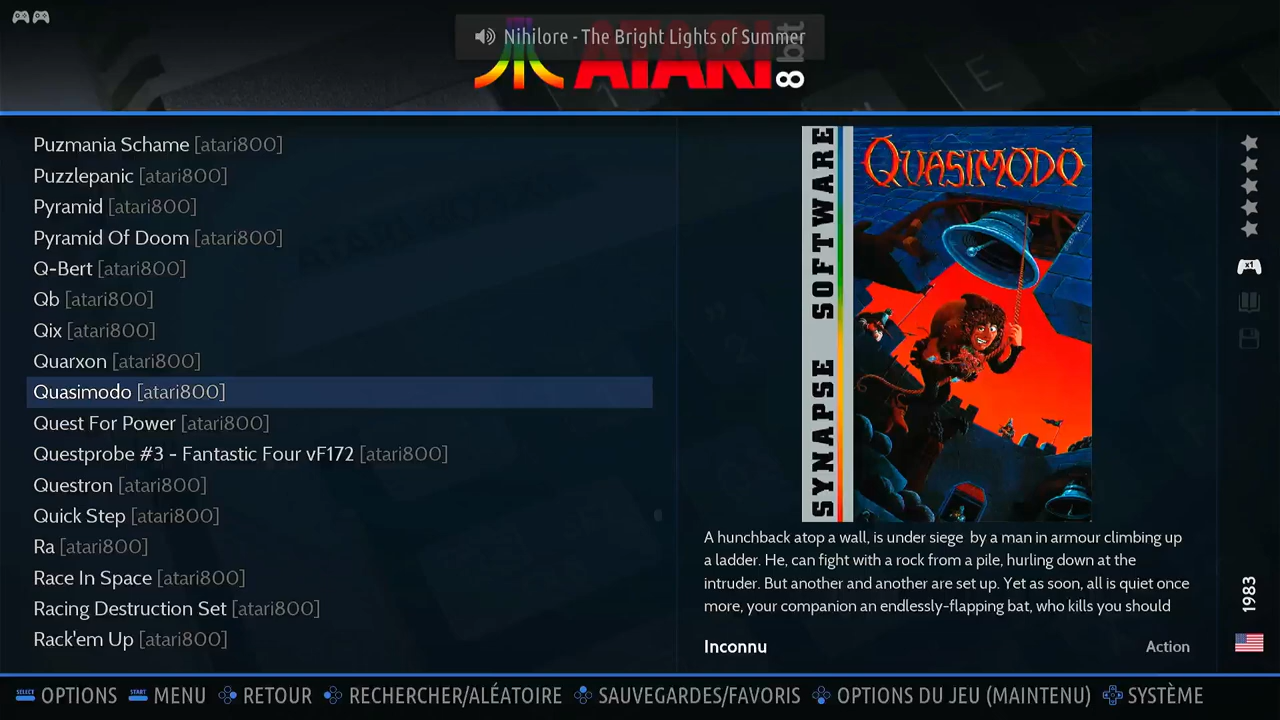 Nihilore - The Bright Lights of Summer
ATARI
8 bit
Puzmania Schame [atari800]
Puzzlepanic [atari800]
Pyramid [atari800]
Pyramid Of Doom [atari800]
Q-Bert [atari800]
Qb [atari800]
Qix [atari800]
Quarxon [atari800]
Quasimodo [atari800]
Quest For Power [atari800]
Questprobe #3 - Fantastic Four vF172 [atari800]
Questron [atari800]
Quick Step [atari800]
Ra [atari800]
Race In Space [atari800]
Racing Destruction Set [atari800]
Rack'em Up [atari800]
SYNAPSE SOFTWARE
QUASIMODO
A hunchback atop a wall, is under siege by a man in armour climbing up
a ladder. He, can fight with a rock from a pile, hurling down at the
intruder. But another and another are set up. Yet as soon, all is quiet once
more, your companion an endlessly-flapping bat, who kills you should
Inconnu
Action
x1
1983
SELECT OPTIONS START MENU RETOUR RECHERCHER/ALÉATOIRE SAUVEGARDES/FAVORIS OPTIONS DU JEU (MAINTENU) SYSTÈME